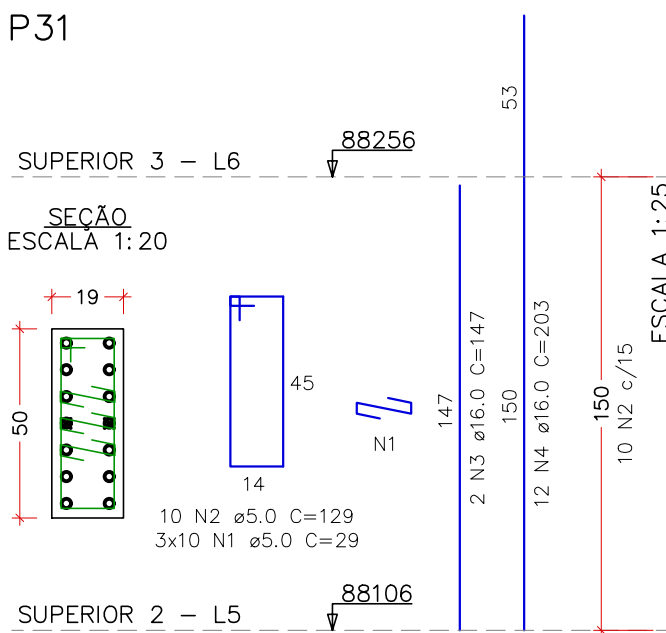 P31
53
88256
SUPERIOR 3 - L6
SEÇÃO
ESCALA 1:20
ESCALA 1:25
19
50
45
14
N1
10 N2 ø5.0 C=129
3x10 N1 ø5.0 C=29
147
2 N3 ø16.0 C=147
150
12 N4 ø16.0 C=203
150
10 N2 c/15
88106
SUPERIOR 2 - L5